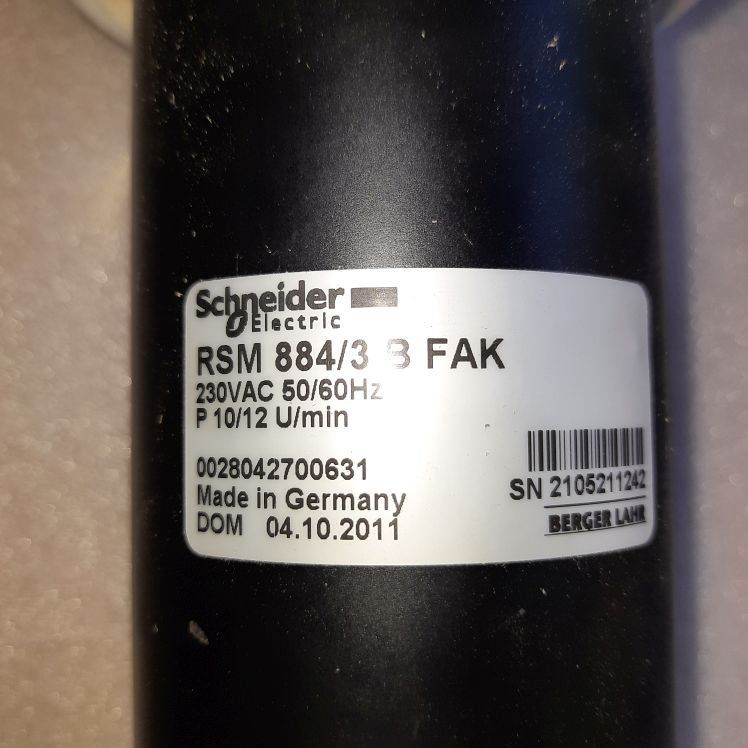 Schneider
Electric
RSM 884/3 B FAK
230VAC 50/60Hz
P 10/12 U/min
0028042700631
Made in Germany
DOM 04.10.2011
SN 2105211242
BERGER LAHR